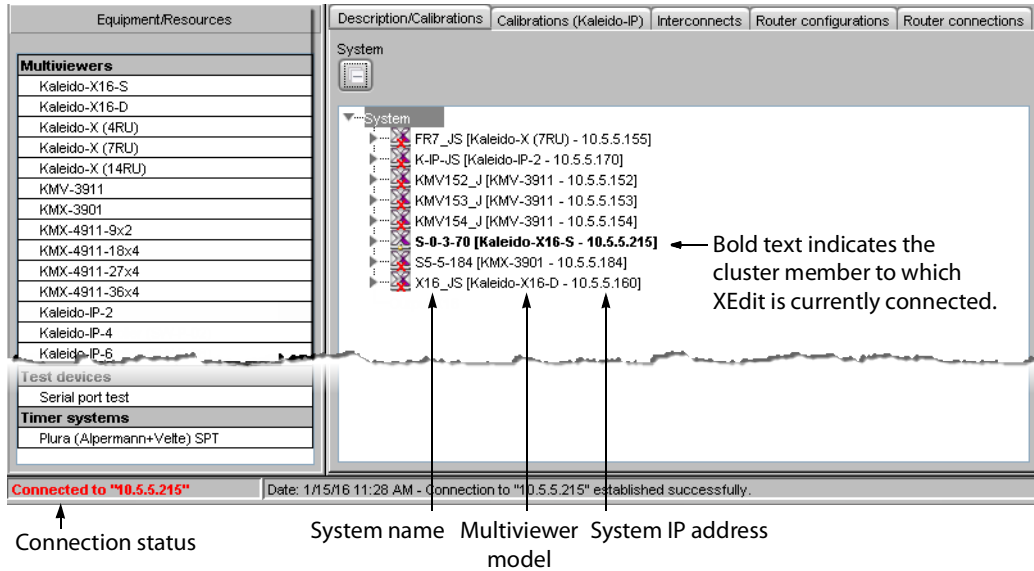 Equipment/Resources
Multiviewers
Kaleido-X16-S
Kaleido-X16-D
Kaleido-X (4RU)
Kaleido-X (7RU)
Kaleido-X (14RU)
KMV-3911
KMX-3901
KMX-4911-9x2
KMX-4911-18x4
KMX-4911-27x4
KMX-4911-36x4
Kaleido-IP-2
Kaleido-IP-4
Kaleido-IP-6
Test devices
Serial port test
Timer systems
Plura (Alpermann+Velte) SPT
Description/Calibrations Calibrations (Kaleido-IP) Interconnects Router configurations Router connections
System
System
FR7_JS [Kaleido-X (7RU) - 10.5.5.155]
K-IP-JS [Kaleido-IP-2 - 10.5.5.170]
KMV152_J [KMV-3911 - 10.5.5.152]
KMV153_J [KMV-3911 - 10.5.5.153]
KMV154_J [KMV-3911 - 10.5.5.154]
S-0-3-70 [Kaleido-X16-S - 10.5.5.215]
S5-5-184 [KMX-3901 - 10.5.5.184]
X16_JS [Kaleido-X16-D - 10.5.5.160]
Bold text indicates the
cluster member to which
XEdit is currently connected.
Connected to "10.5.5.215"
Date: 1/15/16 11:28 AM - Connection to "10.5.5.215" established successfully.
Connection status
System name
Multiviewer
model
System IP address